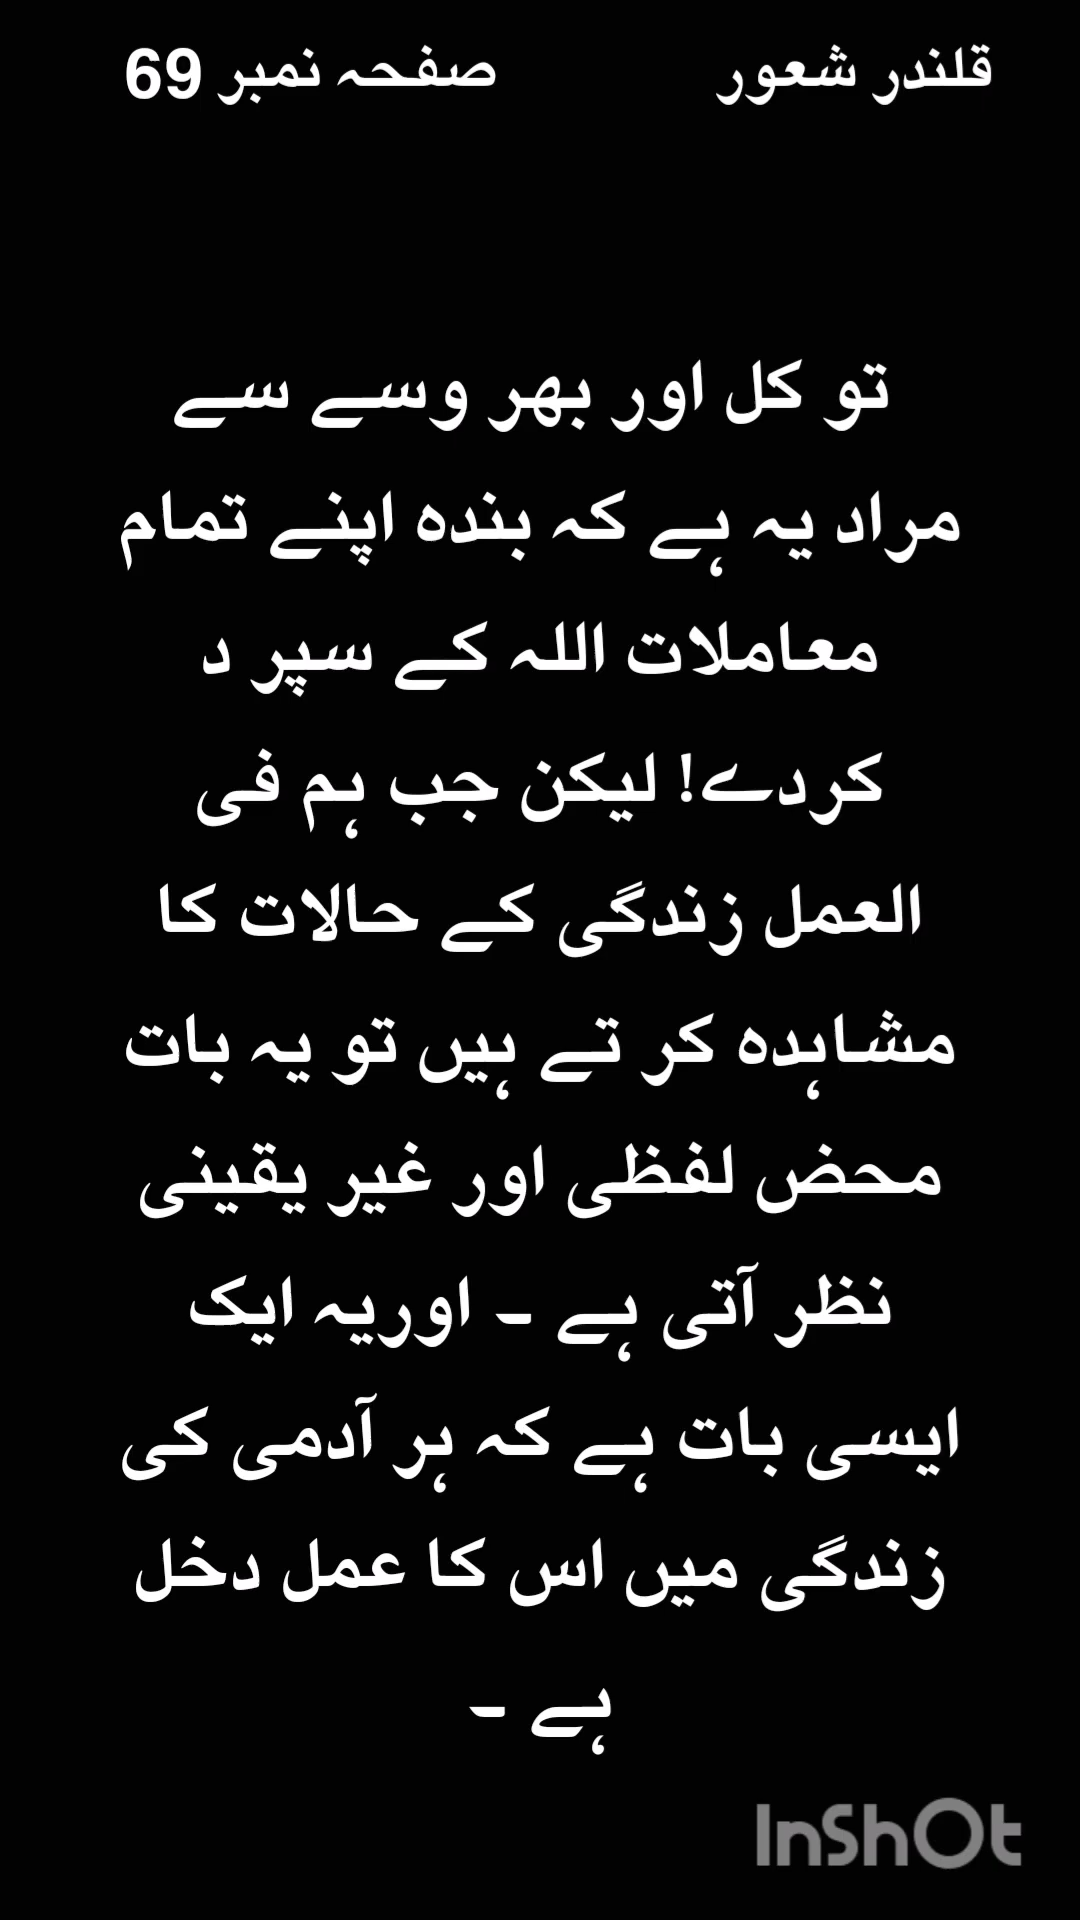 قلندر شعور صفحہ نمبر 69
تو کل اور بھر وسے سے
مراد یہ ہے کہ بندہ اپنے تمام
معاملات اللہ کے سپر د
کردے! لیکن جب ہم فی
العمل زندگی کے حالات کا
مشاہدہ کر تے ہیں تو یہ بات
محض لفظی اور غیر یقینی
نظر آتی ہے ۔ اوریہ ایک
ایسی بات ہے کہ ہر آدمی کی
زندگی میں اس کا عمل دخل
ہے ۔
InShOt